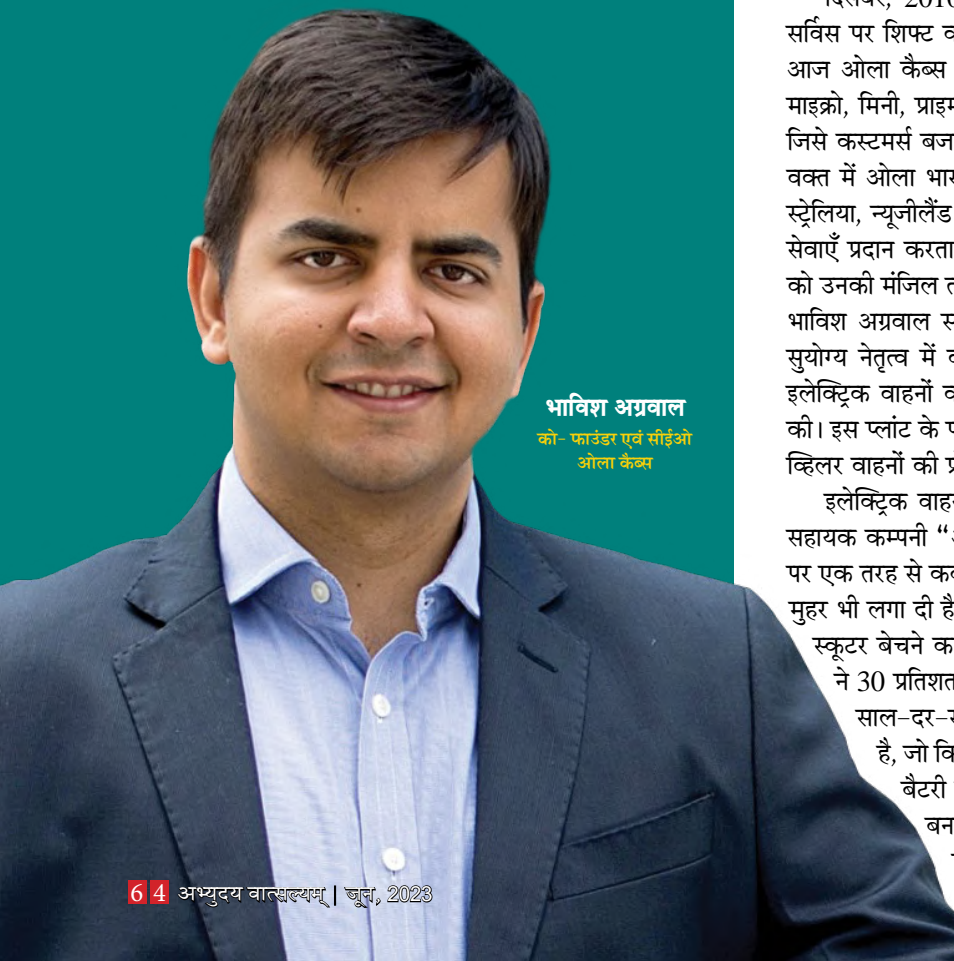 भाविश अग्रवाल
को- फाउंडर एवं सीईओ
ओला कैब्स
दिसंबर, 2010
सर्विस पर शिफ्ट
आज ओला कैब्स
माइक्रो, मिनी,
जिसे कस्टमर्स
वक्त में ओला
स्ट्रेलिया, न्यूजीलैंड
सेवाएँ प्रदान करता
को उनकी मंजिल
भाविश अग्रवाल
सुयोग्य नेतृत्व में
इलेक्ट्रिक वाहनों
की। इस प्लांट के
व्हिलर वाहनों की
इलेक्ट्रिक
सहायक कम्पनी “
पर एक तरह से
मुहर भी लगा दी है
स्कूटर बेचने
ने 30 प्रतिशत
साल-दर-
है, जो
बैटरी
बन
64 अभ्युदय वात्सल्यम् | जून, 2023